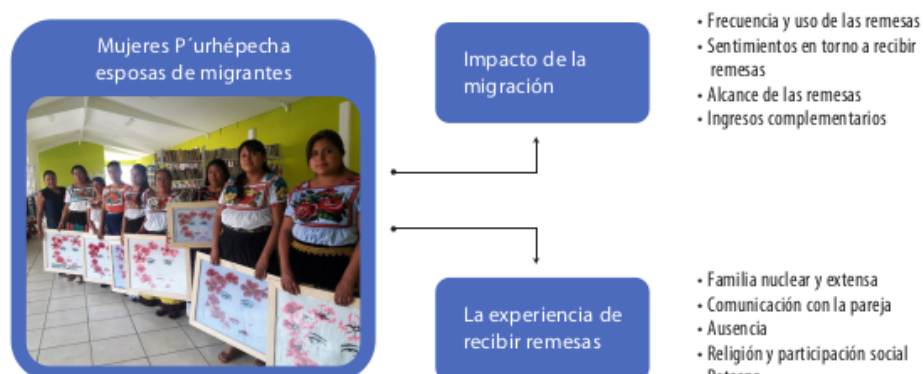 Mujeres P´urhépecha
esposas de migrantes
Impacto de la
migración
• Frecuencia y uso de las remesas
• Sentimientos en torno a recibir
remesas
• Alcance de las remesas
• Ingresos complementarios
La experiencia de
recibir remesas
• Familia nuclear y extensa
• Comunicación con la pareja
• Ausencia
• Religión y participación social